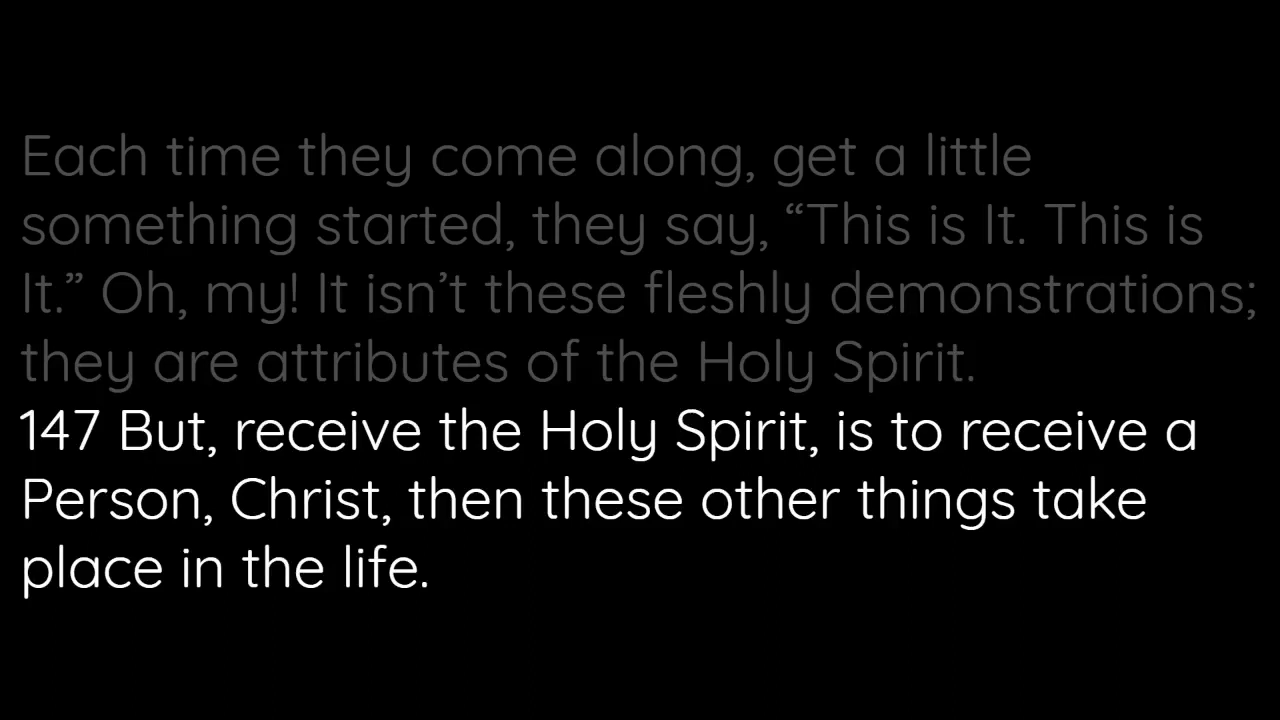 Each time they come along, get a little
something started, they say, “This is It. This is
It.” Oh, my! It isn’t these fleshly demonstrations;
they are attributes of the Holy Spirit.
147 But, receive the Holy Spirit, is to receive a
Person, Christ, then these other things take
place in the life.